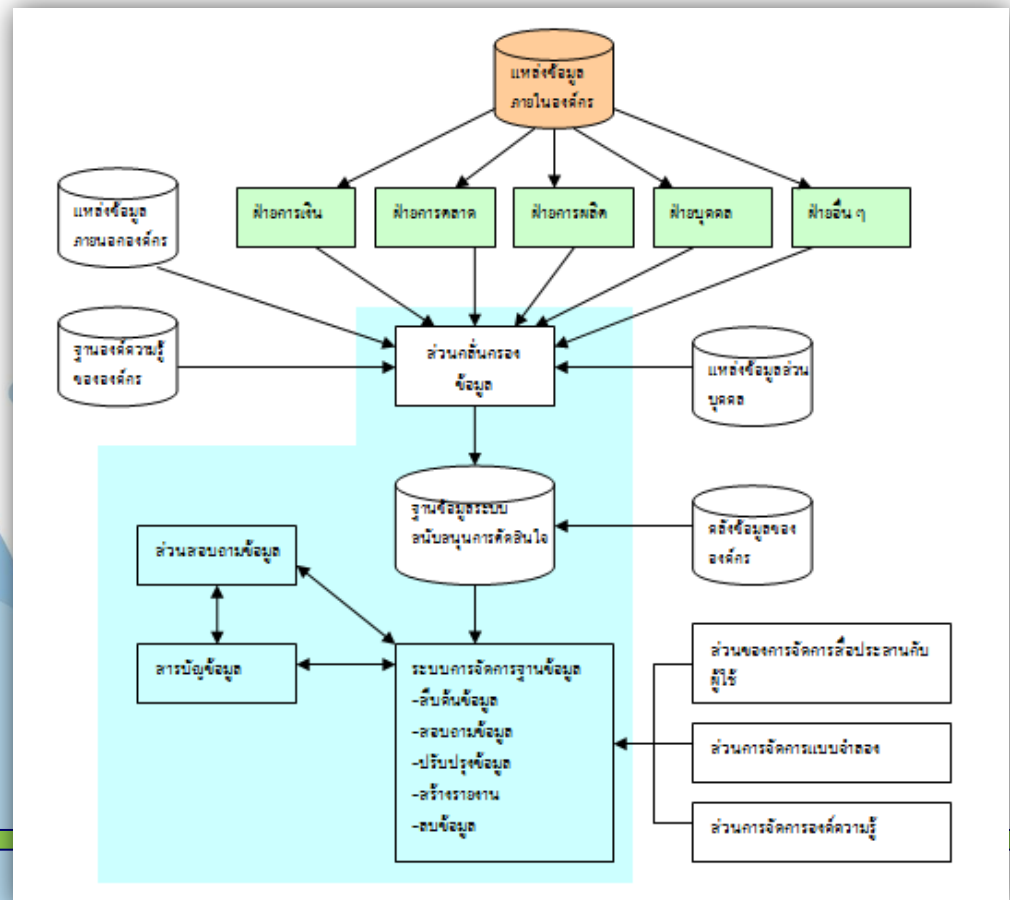 แหล่งข้อมูล
ภายในองค์กร
แหล่งข้อมูล
ภายนอกองค์กร
ฝ่ายการเงิน
ฝ่ายการตลาด
ฝ่ายการผลิต
ฝ่ายบุคคล
ฝ่ายอื่น ๆ
ฐานองค์ความรู้
ขององค์กร
ส่วนกลั่นกรอง
ข้อมูล
แหล่งข้อมูลส่วน
บุคคล
ฐานข้อมูลระบบ
สนับสนุนการตัดสินใจ
คลังข้อมูลของ
องค์กร
ส่วนสอบถามข้อมูล
สารบัญข้อมูล
ระบบการจัดการฐานข้อมูล
-สืบค้นข้อมูล
-สอบถามข้อมูล
-ปรับปรุงข้อมูล
-สร้างรายงาน
-ลบข้อมูล
ส่วนของการจัดการสื่อประสานกับ
ผู้ใช้
ส่วนการจัดการแบบจำลอง
ส่วนการจัดการองค์ความรู้